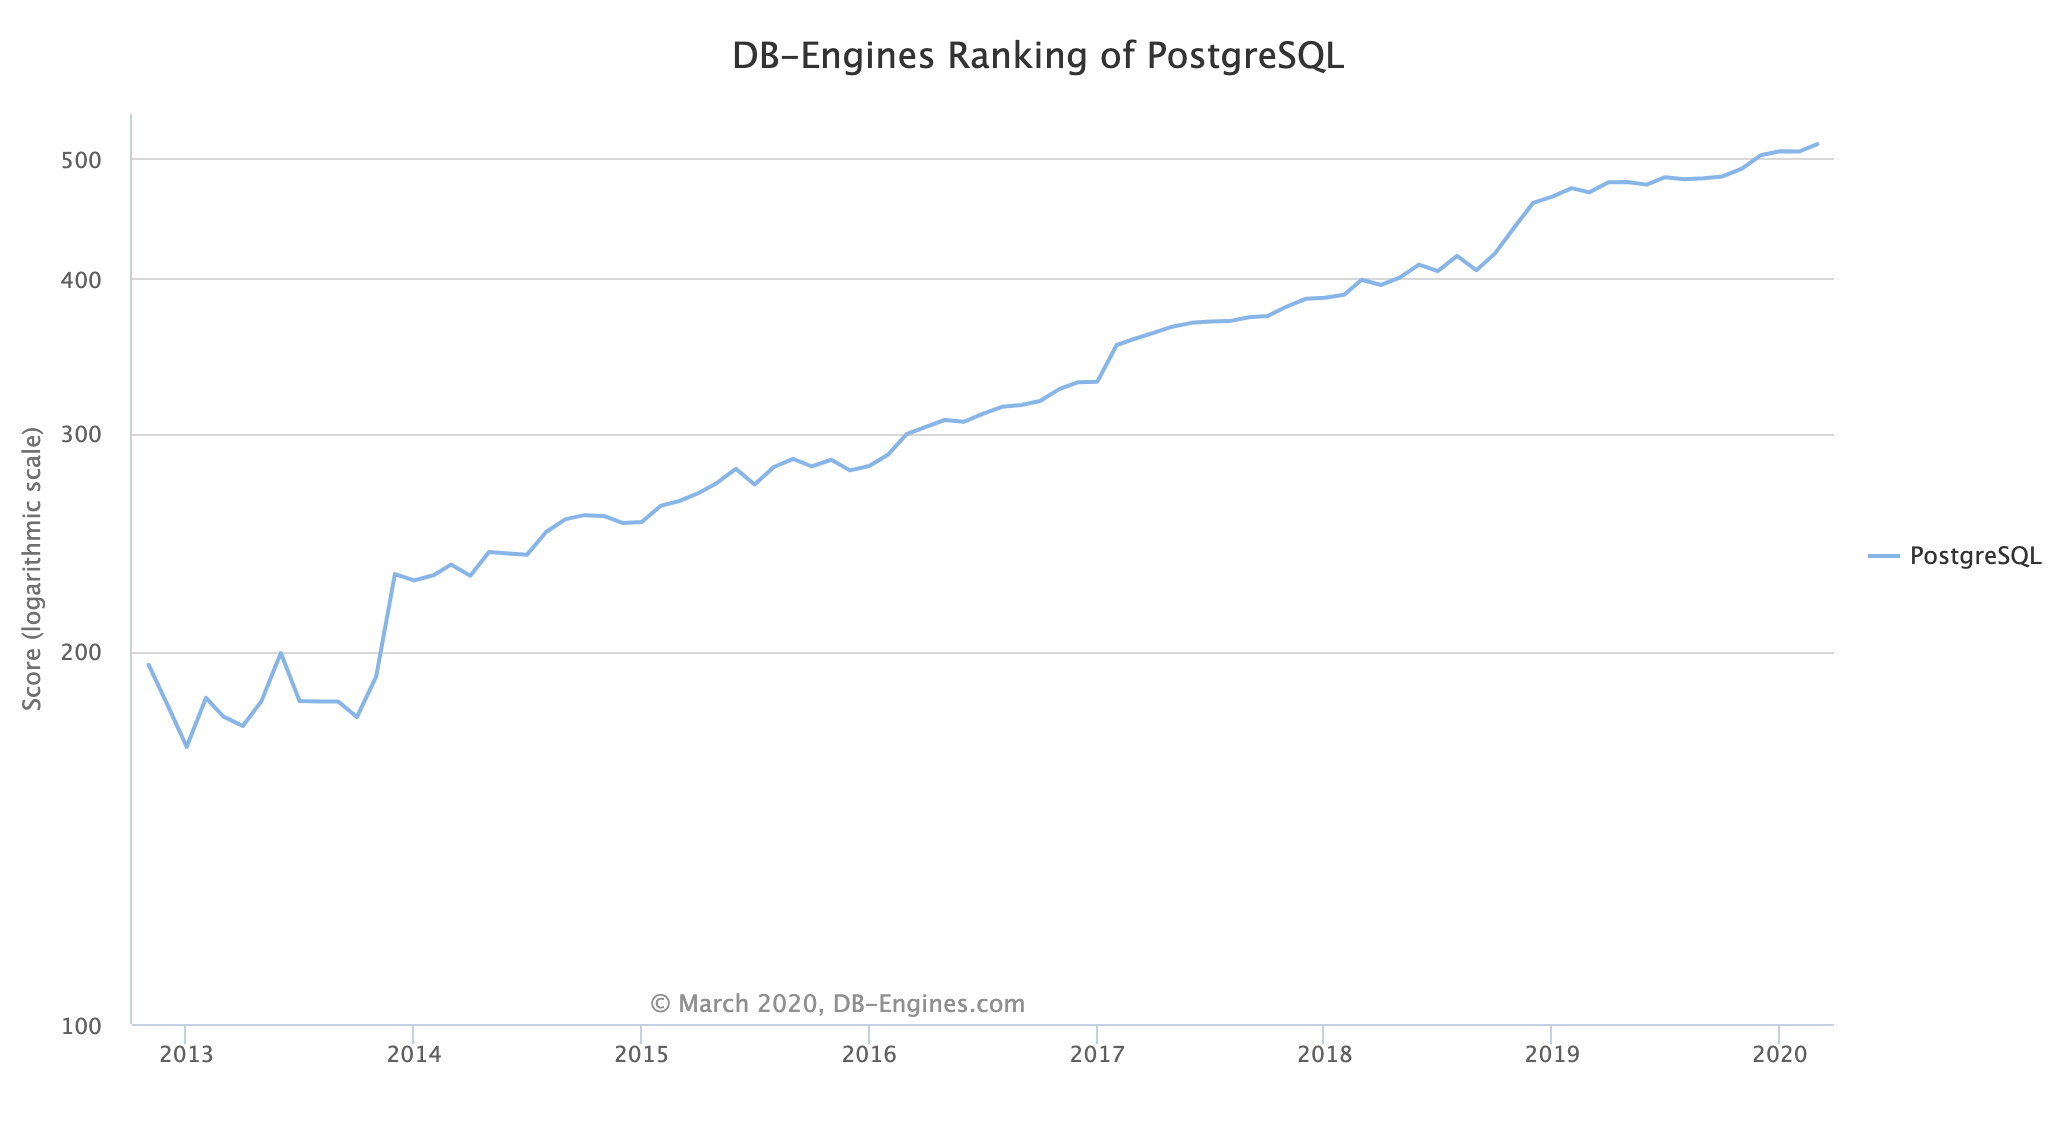 DB-Engines Ranking of PostgreSQL
500
400
300
200
100
Score (logarithmic scale)
PostgreSQL
© March 2020, DB-Engines.com
2013 2014 2015 2016 2017 2018 2019 2020